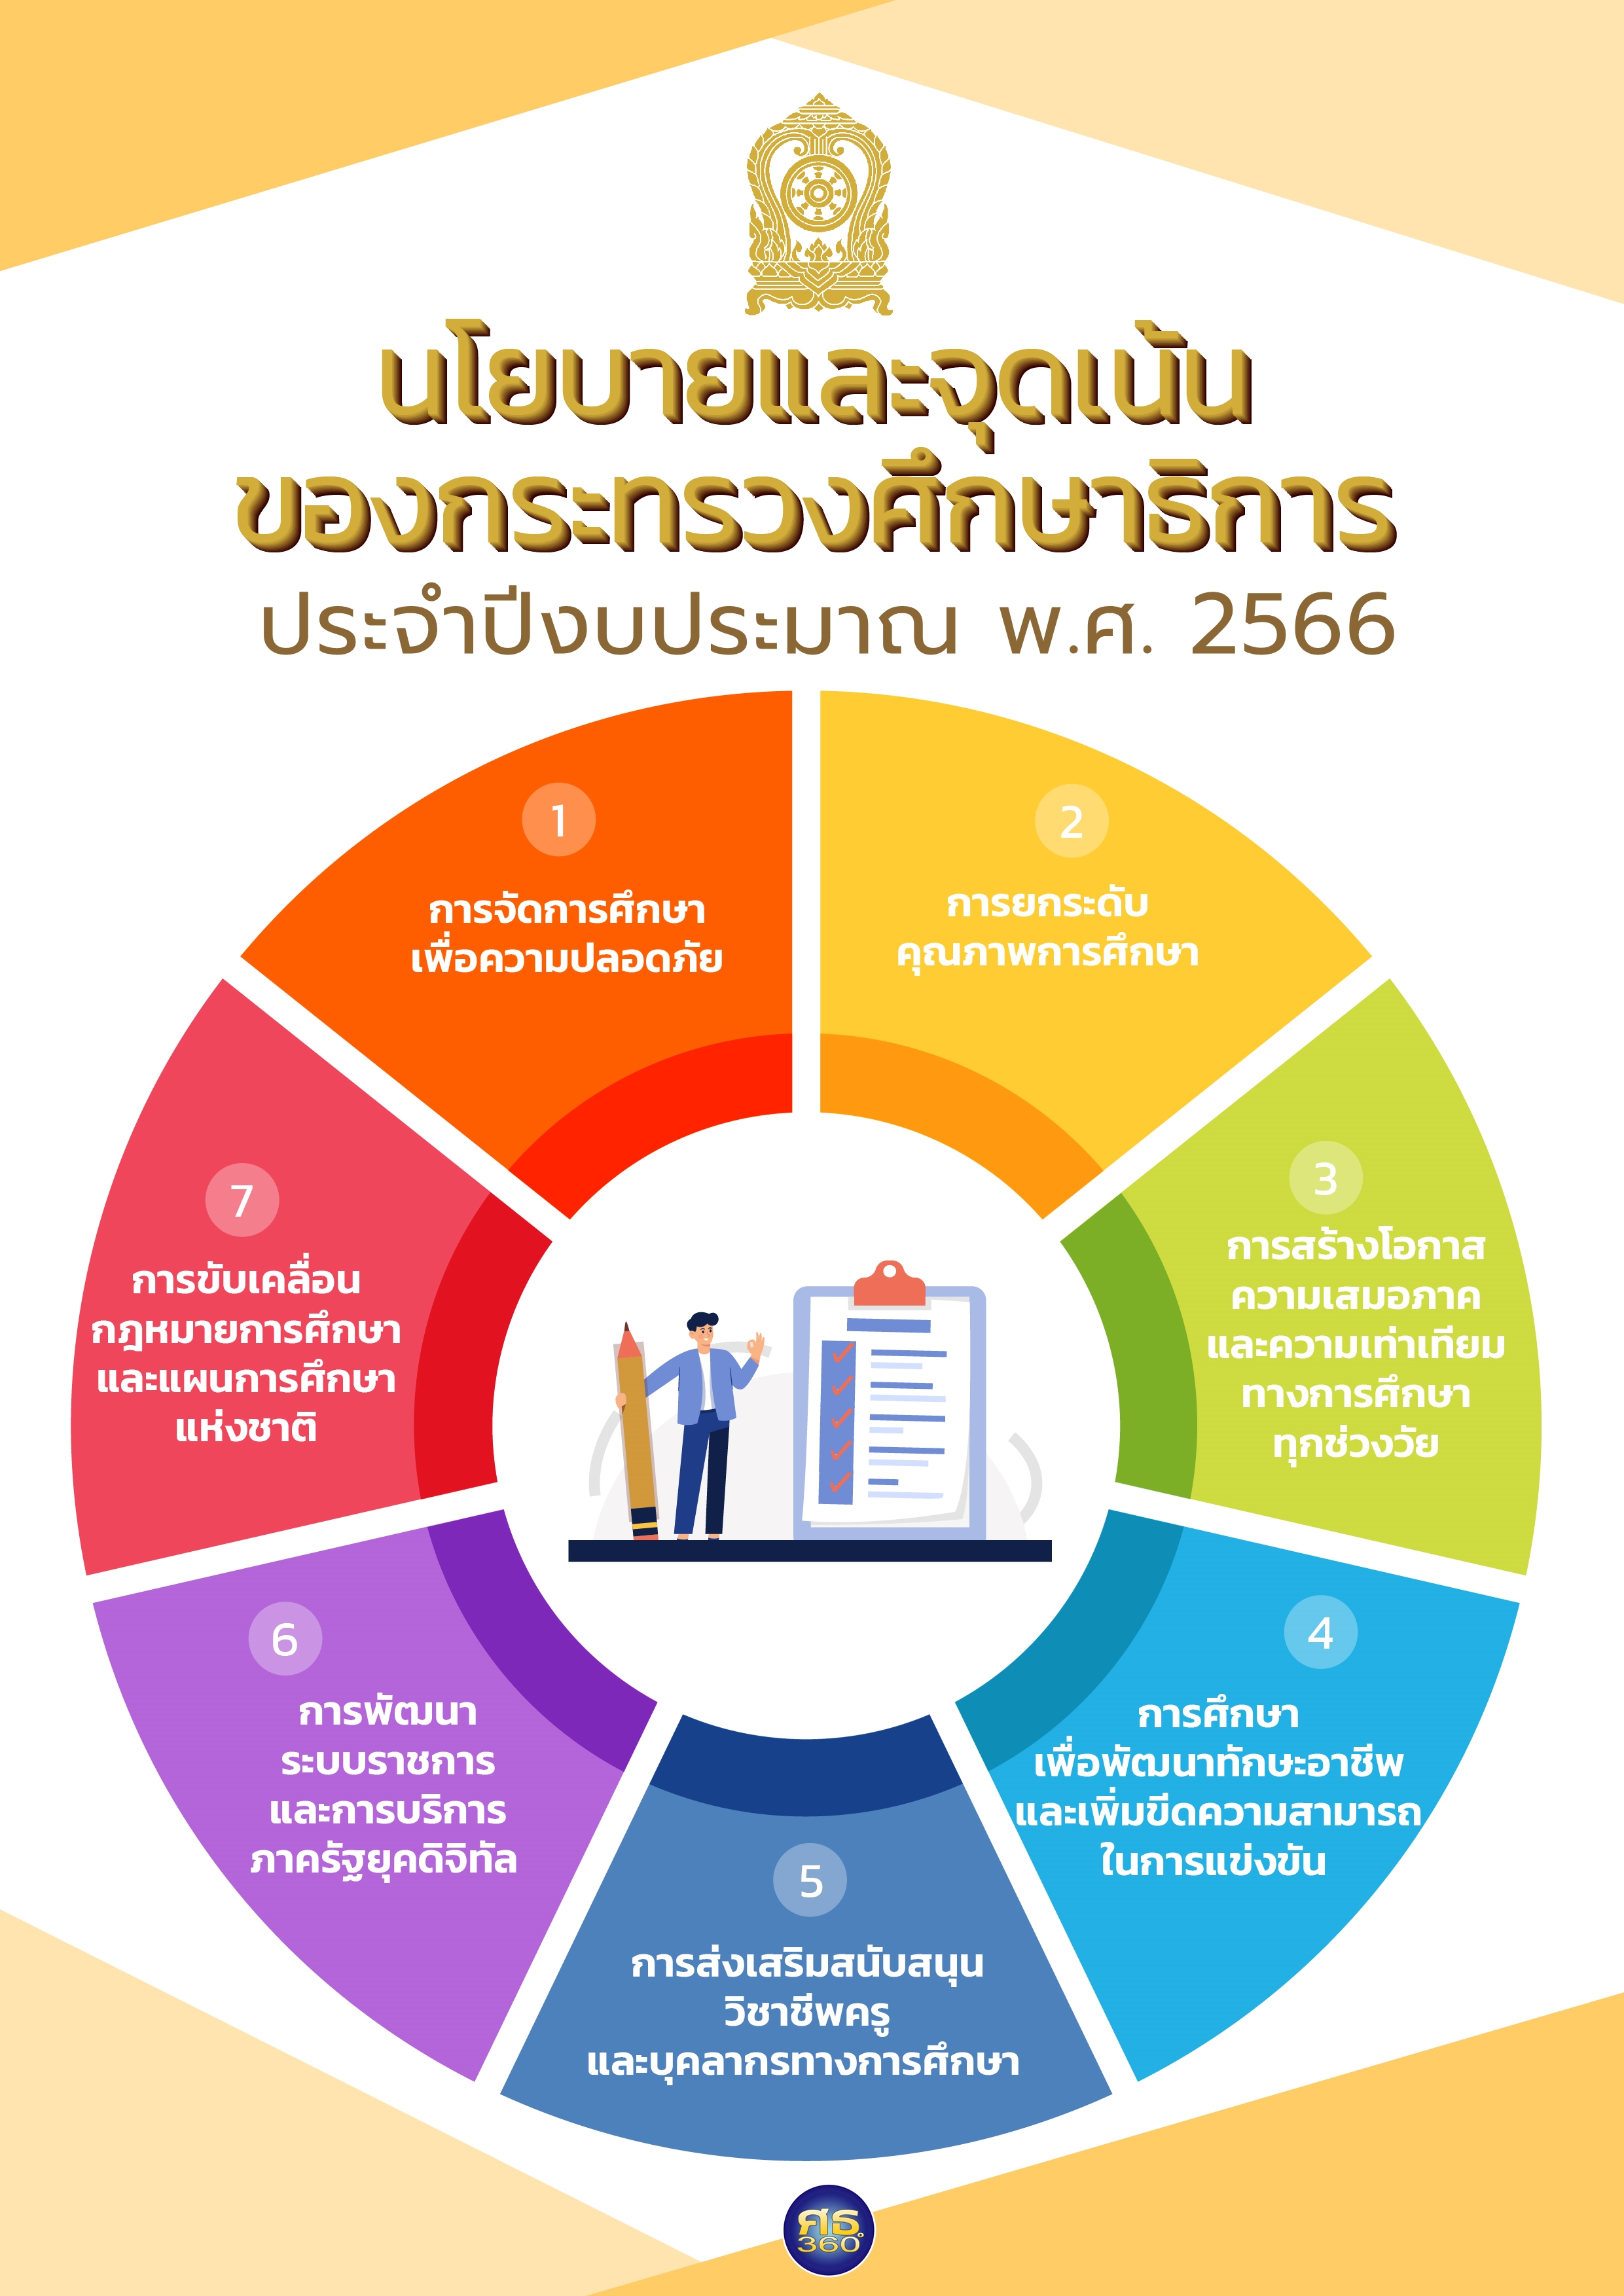 นโยบายและจุดเน้น
ของกระทรวงศึกษาธิการ
ประจำปีงบประมาณ พ.ศ. 2566
1
การจัดการศึกษา
เพื่อความปลอดภัย
2
การยกระดับ
คุณภาพการศึกษา
3
การสร้างโอกาส
ความเสมอภาค
และความเท่าเทียม
ทางการศึกษา
ทุกช่วงวัย
4
การศึกษา
เพื่อพัฒนาทักษะอาชีพ
และเพิ่มขีดความสามารถ
ในการแข่งขัน
5
การส่งเสริมสนับสนุน
วิชาชีพครู
และบุคลากรทางการศึกษา
6
การพัฒนา
ระบบราชการ
และการบริการ
ภาครัฐยุคดิจิทัล
7
การขับเคลื่อน
กฎหมายการศึกษา
และแผนการศึกษา
แห่งชาติ
ศธ
360°